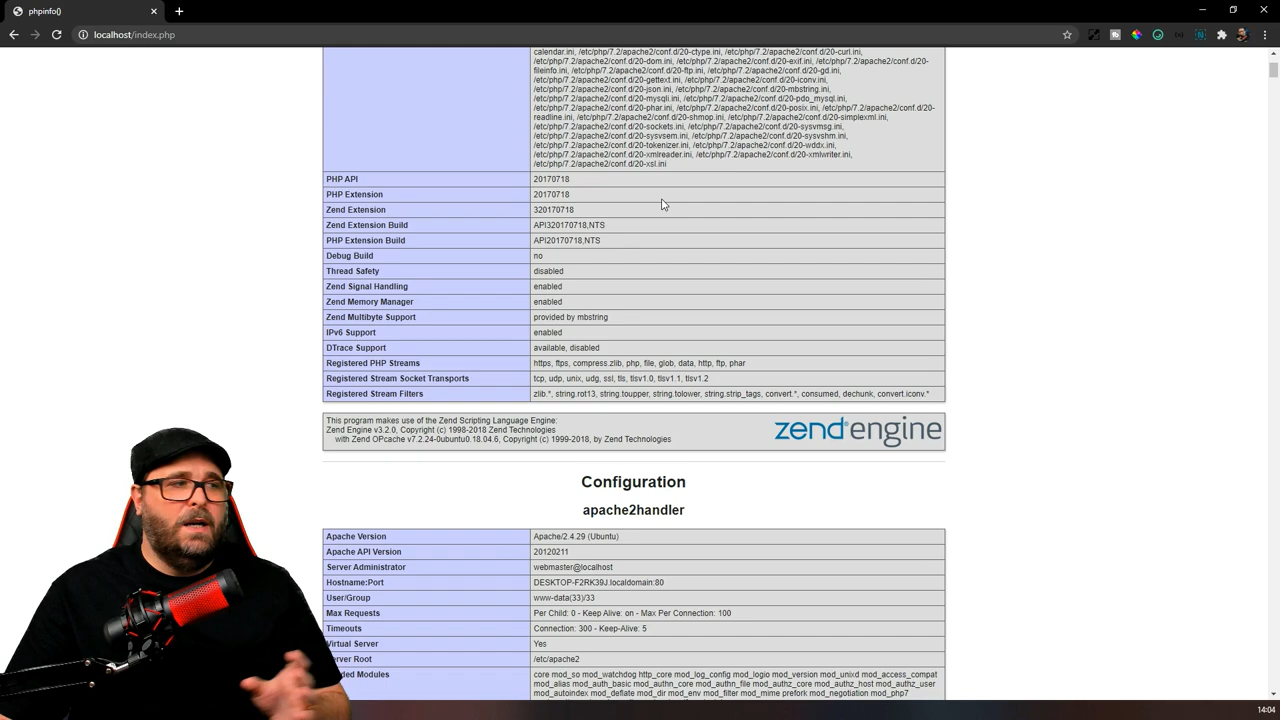 phpinfo()
localhost/index.php
calendar.ini, /etc/php/7.2/apache2/conf.d/20-ctype.ini, /etc/php/7.2/apache2/conf.d/20-curl.ini,
/etc/php/7.2/apache2/conf.d/20-dom.ini, /etc/php/7.2/apache2/conf.d/20-exif.ini, /etc/php/7.2/apache2/conf.d/20-
fileinfo.ini, /etc/php/7.2/apache2/conf.d/20-ftp.ini, /etc/php/7.2/apache2/conf.d/20-gd.ini,
/etc/php/7.2/apache2/conf.d/20-gettext.ini, /etc/php/7.2/apache2/conf.d/20-iconv.ini,
/etc/php/7.2/apache2/conf.d/20-json.ini, /etc/php/7.2/apache2/conf.d/20-mbstring.ini,
/etc/php/7.2/apache2/conf.d/20-mysqli.ini, /etc/php/7.2/apache2/conf.d/20-pdo_mysql.ini,
/etc/php/7.2/apache2/conf.d/20-phar.ini, /etc/php/7.2/apache2/conf.d/20-posix.ini, /etc/php/7.2/apache2/conf.d/20-
readline.ini, /etc/php/7.2/apache2/conf.d/20-shmop.ini, /etc/php/7.2/apache2/conf.d/20-simplexml.ini,
/etc/php/7.2/apache2/conf.d/20-sockets.ini, /etc/php/7.2/apache2/conf.d/20-sysvmsg.ini,
/etc/php/7.2/apache2/conf.d/20-sysvsem.ini, /etc/php/7.2/apache2/conf.d/20-sysvshm.ini,
/etc/php/7.2/apache2/conf.d/20-tokenizer.ini, /etc/php/7.2/apache2/conf.d/20-wddx.ini,
/etc/php/7.2/apache2/conf.d/20-xmlreader.ini, /etc/php/7.2/apache2/conf.d/20-xmlwriter.ini,
/etc/php/7.2/apache2/conf.d/20-xsl.ini
PHP API 20170718
PHP Extension 20170718
Zend Extension 320170718
Zend Extension Build API320170718,NTS
PHP Extension Build API20170718,NTS
Debug Build no
Thread Safety disabled
Zend Signal Handling enabled
Zend Memory Manager enabled
Zend Multibyte Support provided by mbstring
IPv6 Support enabled
DTrace Support available, disabled
Registered PHP Streams https, ftps, compress.zlib, php, file, glob, data, http, ftp, phar
Registered Stream Socket Transports tcp, udp, unix, udg, ssl, tls, tlsv1.0, tlsv1.1, tlsv1.2
Registered Stream Filters zlib.*, string.rot13, string.toupper, string.tolower, string.strip_tags, convert.*, consumed, dechunk, convert.iconv.*
This program makes use of the Zend Scripting Language Engine:
Zend Engine v3.2.0, Copyright (c) 1998-2018 Zend Technologies
with Zend OPcache v7.2.24-0ubuntu0.18.04.6, Copyright (c) 1999-2018, by Zend Technologies
zend engine
Configuration
apache2handler
Apache Version Apache/2.4.29 (Ubuntu)
Apache API Version 20120211
Server Administrator webmaster@localhost
Hostname:Port DESKTOP-F2RK39J.localdomain:80
User/Group www-data(33)/33
Max Requests Per Child: 0 - Keep Alive: on - Max Per Connection: 100
Timeouts Connection: 300 - Keep-Alive: 5
Virtual Server Yes
erver Root /etc/apache2
ded Modules core mod_so mod_watchdog http_core mod_log_config mod_logio mod_version mod_unixd mod_access_compat
mod_alias mod_auth_basic mod_authn_core mod_authn_file mod_authz_core mod_authz_host mod_authz_user
mod_autoindex mod_deflate mod_dir mod_env mod_filter mod_mime prefork mod_negotiation mod_php7
14:04